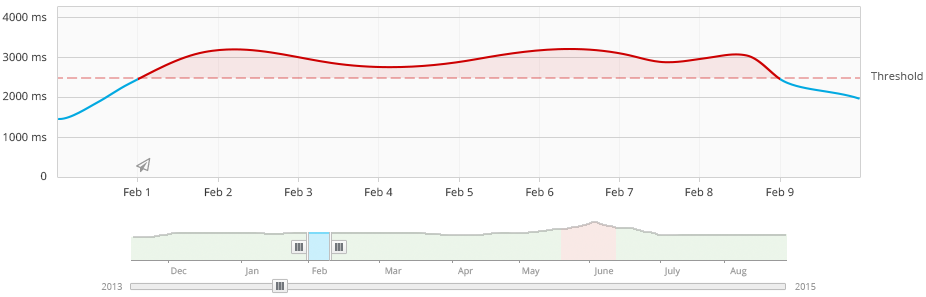 4000 ms
3000 ms
Threshold
2000 ms
1000 ms
0
Feb 1 Feb 2 Feb 3 Feb 4 Feb 5 Feb 6 Feb 7 Feb 8 Feb 9
Dec Jan Feb Mar Apr May June July Aug
2013 2015